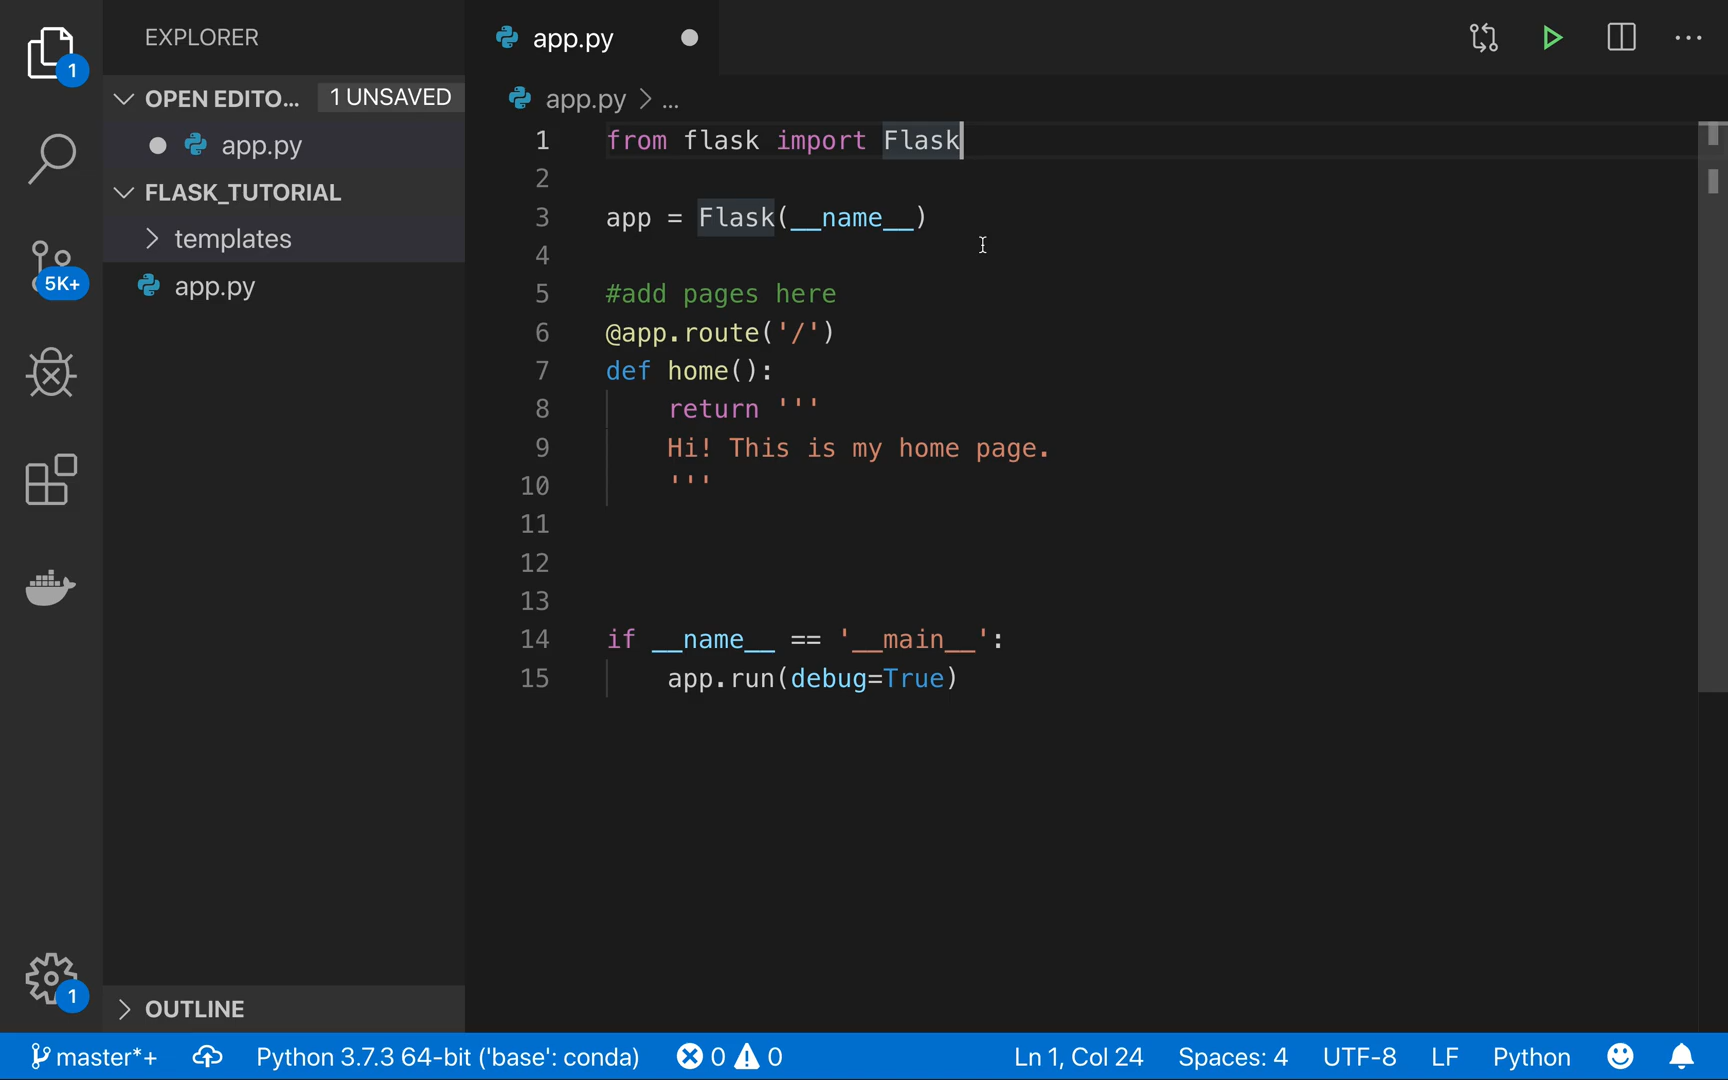 EXPLORER
app.py
1
OPEN EDITO...
1 UNSAVED
app.py
FLASK_TUTORIAL
templates
app.py
5K+
app.py > ...
1 from flask import Flask
2
3 app = Flask(__name__)
4
5 #add pages here
6 @app.route('/')
7 def home():
8 return '''
9 Hi! This is my home page.
10 '''
11
12
13
14 if __name__ == '__main__':
15 app.run(debug=True)
1
OUTLINE
master*+
Python 3.7.3 64-bit ('base': conda)
0
0
Ln 1, Col 24
Spaces: 4
UTF-8
LF
Python